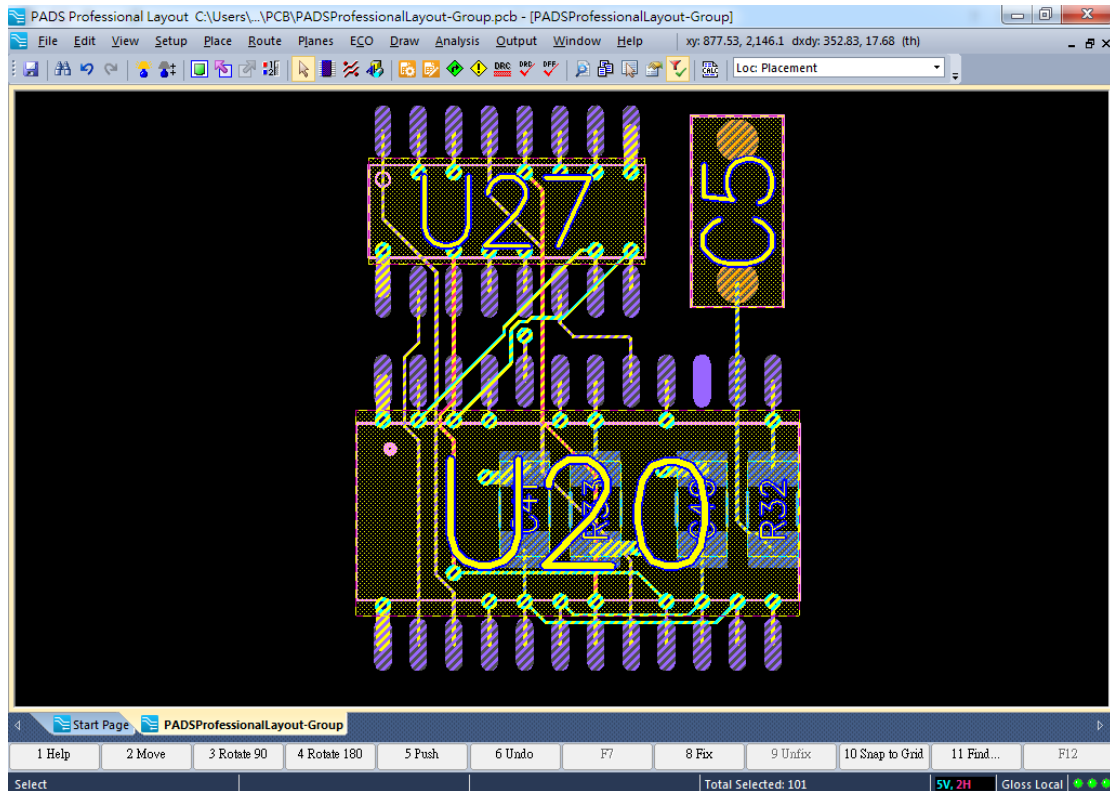 PADS Professional Layout C:\Users\...\PCB\PADSProfessionalLayout-Group.pcb - [PADSProfessionalLayout-Group]
File Edit View Setup Place Route Planes ECO Draw Analysis Output Window Help xy: 877.53, 2,146.1 dxdy: 352.83, 17.68 (th)
DRC DRC DFF CALC Loc: Placement
U27
C5
U20
R33
R32
Start Page PADSProfessionalLayout-Group
1 Help 2 Move 3 Rotate 90 4 Rotate 180 5 Push 6 Undo F7 8 Fix 9 Unfix 10 Snap to Grid 11 Find... F12
Select Total Selected: 101 5V, 2H Gloss Local